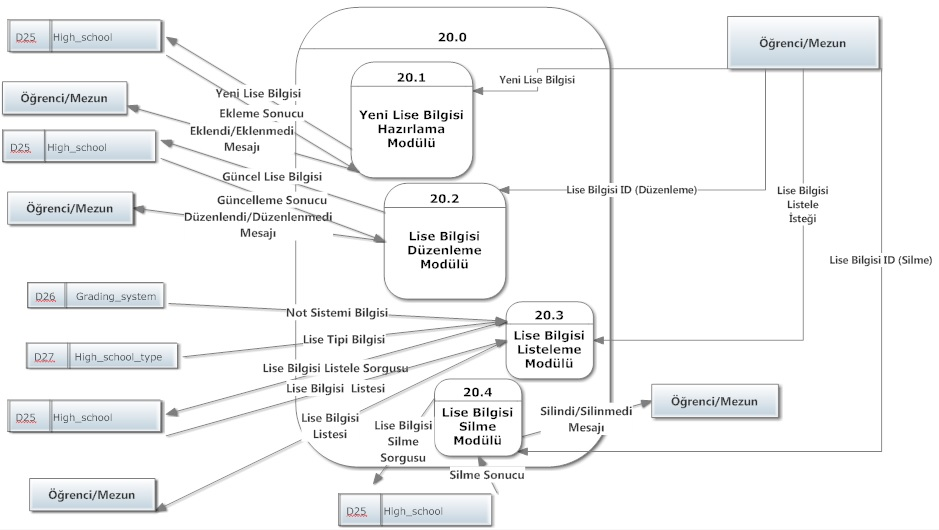 D25 High_school
20.0
Öğrenci/Mezun
20.1
Yeni Lise Bilgisi
Yeni Lise Bilgisi
Hazırlama
Modülü
Öğrenci/Mezun
Yeni Lise Bilgisi
Ekleme Sonucu
Eklendi/Eklenmedi
Mesajı
D25 High_school
Güncel Lise Bilgisi
20.2
Lise Bilgisi
Düzenleme
Modülü
Lise Bilgisi ID (Düzenleme)
Lise Bilgisi
Listele
İsteği
Öğrenci/Mezun
Güncelleme Sonucu
Düzenlendi/Düzenlenmedi
Mesajı
Lise Bilgisi ID (Silme)
D26 Grading_system
Not Sistemi Bilgisi
20.3
Lise Bilgisi
Listeleme
Modülü
D27 High_school_type
Lise Tipi Bilgisi
Lise Bilgisi Listele Sorgusu
Lise Bilgisi Listesi
D25 High_school
Lise Bilgisi
Listesi
20.4
Lise Bilgisi
Silme
Modülü
Lise Bilgisi
Silme
Sorgusu
Silindi/Silinmedi
Mesajı
Öğrenci/Mezun
Silme Sonucu
Öğrenci/Mezun
D25 High_school